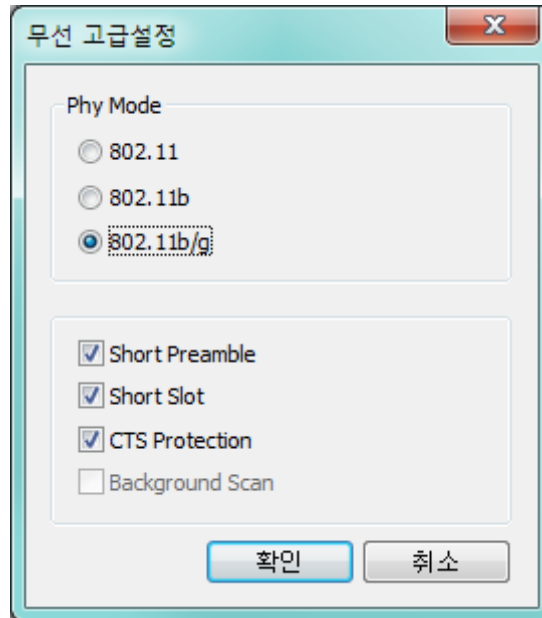 무선 고급설정
Phy Mode
802.11
802.11b
802.11b/g
Short Preamble
Short Slot
CTS Protection
Background Scan
확인
취소